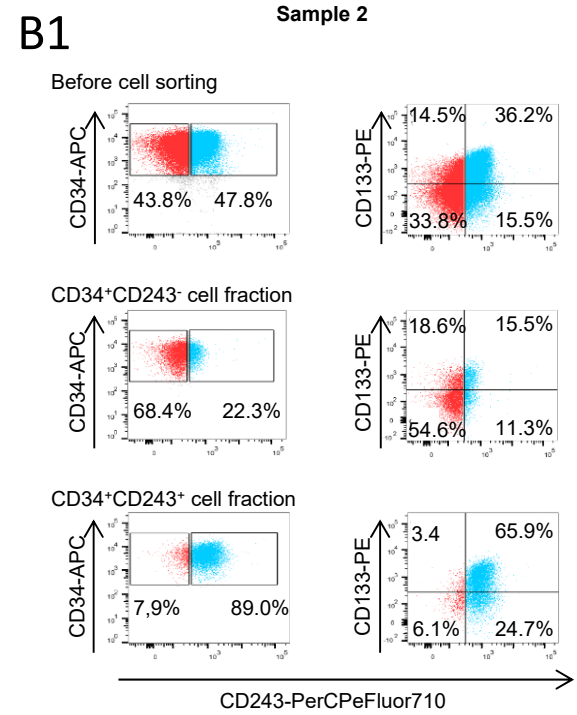 Sample 2
B1
Before cell sorting
CD34-APC
43.8% 47.8%
CD133-PE
14.5% 36.2%
33.8% 15.5%
CD34⁺CD243⁻ cell fraction
CD34-APC
68.4% 22.3%
CD133-PE
18.6% 15.5%
54.6% 11.3%
CD34⁺CD243⁺ cell fraction
CD34-APC
7,9% 89.0%
CD133-PE
3.4 65.9%
6.1% 24.7%
CD243-PerCPeFluor710